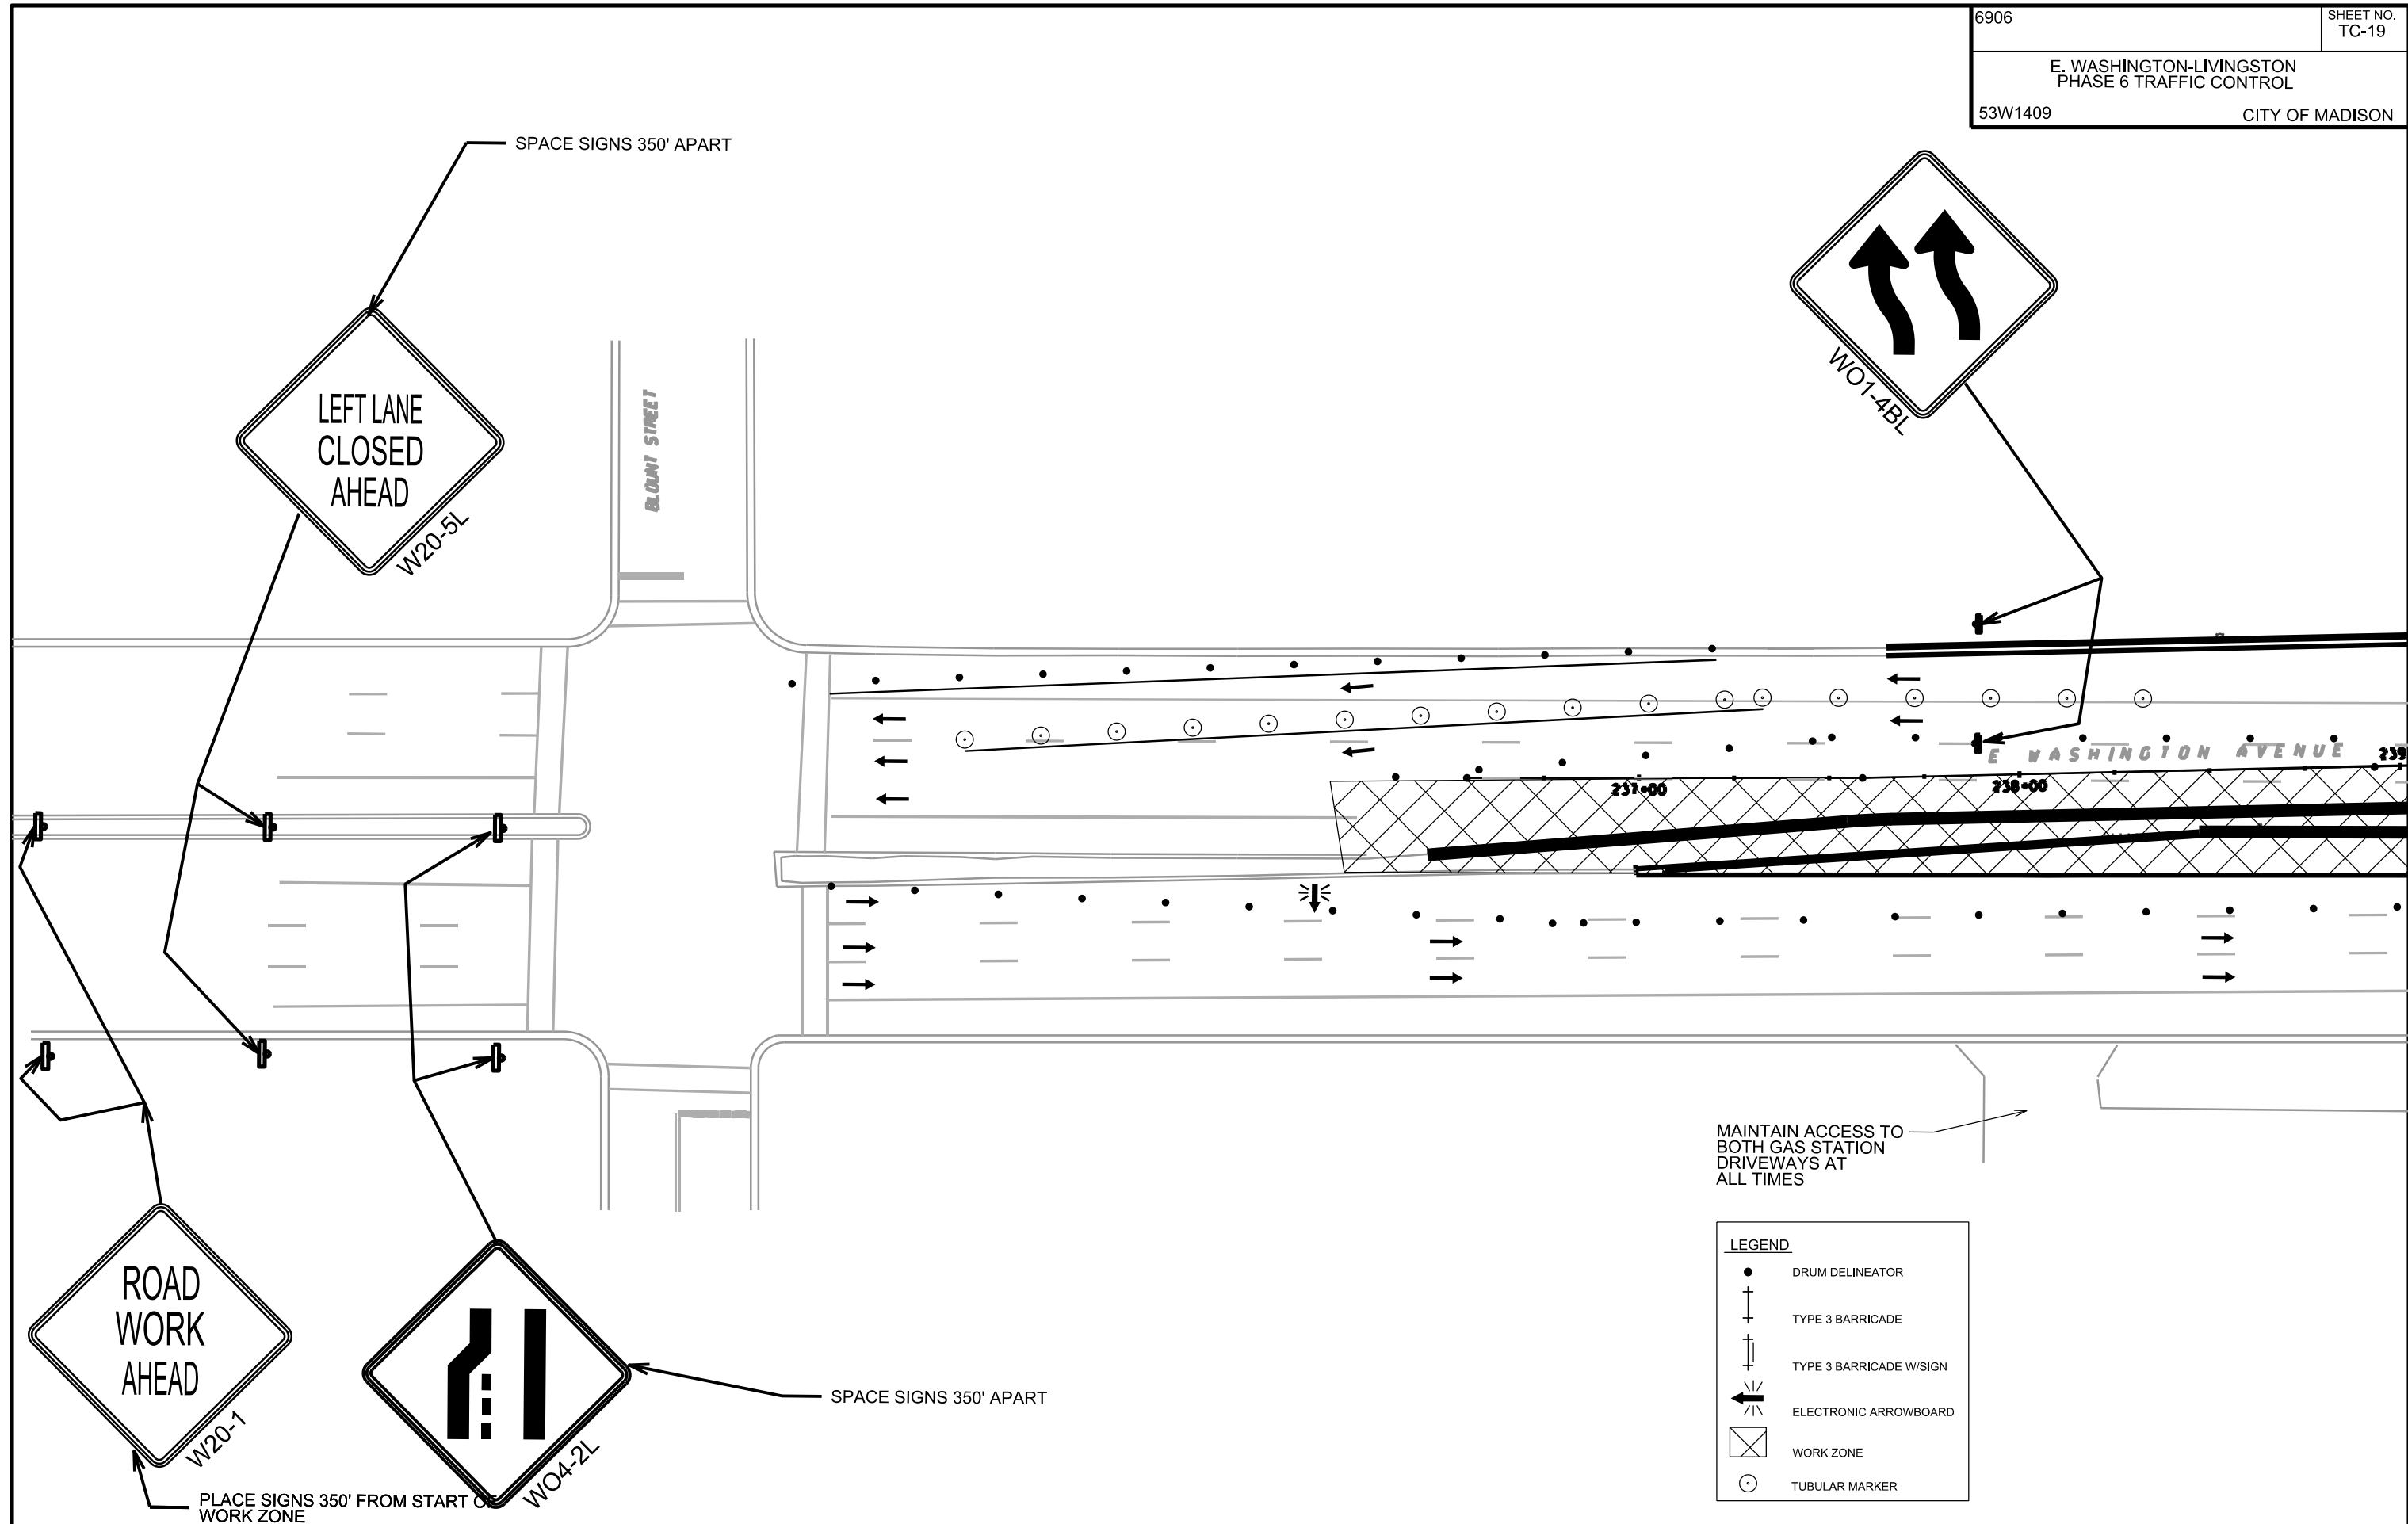 6906
SHEET NO.
TC-19
E. WASHINGTON-LIVINGSTON
PHASE 6 TRAFFIC CONTROL
53W1409
CITY OF MADISON
SPACE SIGNS 350' APART
LEFT LANE
CLOSED
AHEAD
W20-5L
BLOUNT STREET
WO1-4BL
E WASHINGTON AVENUE
237+00
238+00
239
MAINTAIN ACCESS TO
BOTH GAS STATION
DRIVEWAYS AT
ALL TIMES
ROAD
WORK
AHEAD
W20-1
PLACE SIGNS 350' FROM START OF
WORK ZONE
WO4-2L
SPACE SIGNS 350' APART
LEGEND
DRUM DELINEATOR
TYPE 3 BARRICADE
TYPE 3 BARRICADE W/SIGN
ELECTRONIC ARROWBOARD
WORK ZONE
TUBULAR MARKER